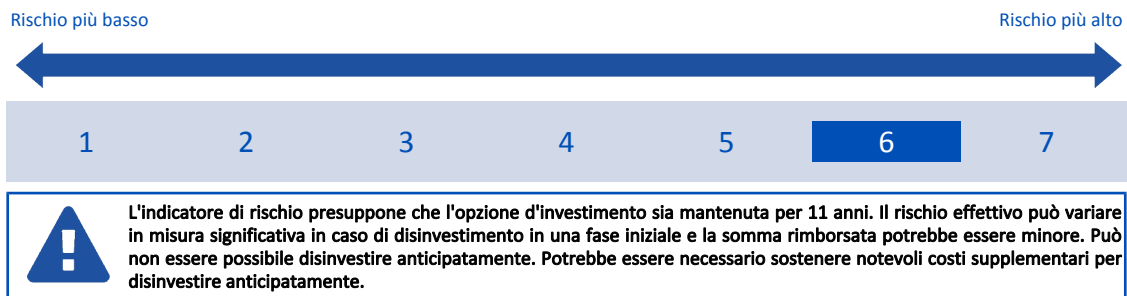 Rischio più basso Rischio più alto
1 2 3 4 5 6 7
L'indicatore di rischio presuppone che l'opzione d'investimento sia mantenuta per 11 anni. Il rischio effettivo può variare
in misura significativa in caso di disinvestimento in una fase iniziale e la somma rimborsata potrebbe essere minore. Può
non essere possibile disinvestire anticipatamente. Potrebbe essere necessario sostenere notevoli costi supplementari per
disinvestire anticipatamente.